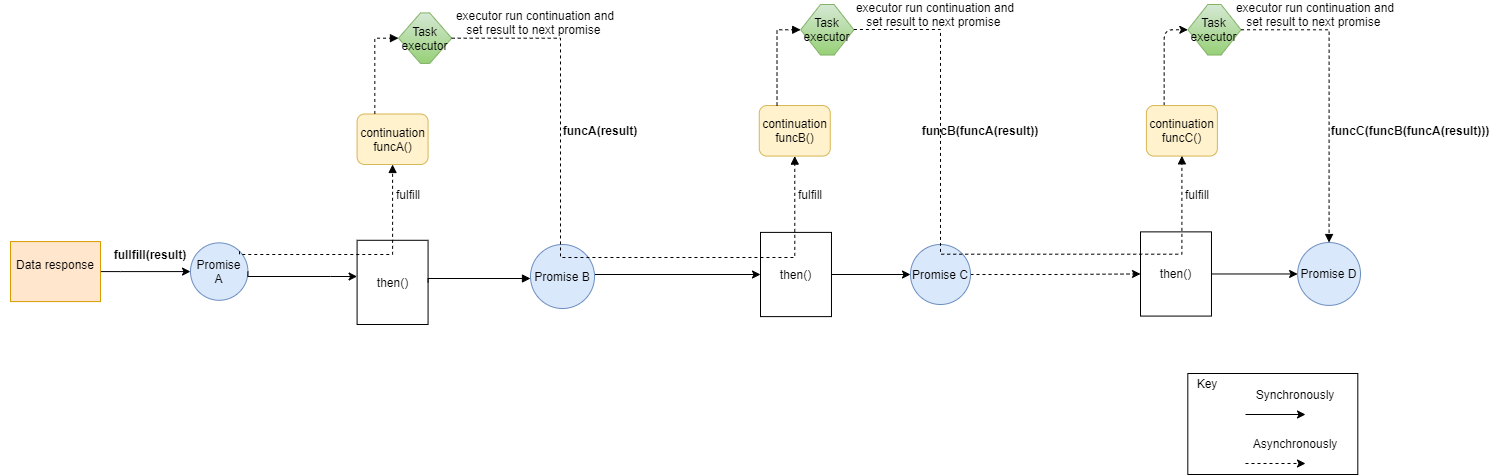 executor run continuation and
set result to next promise
Task
executor
executor run continuation and
set result to next promise
Task
executor
executor run continuation and
set result to next promise
Task
executor
continuation
funcA()
funcA(result)
continuation
funcB()
funcB(funcA(result))
continuation
funcC()
funcC(funcB(funcA(result)))
fulfill
fulfill
fulfill
Data response
fullfill(result)
Promise
A
then()
Promise B
then()
Promise C
then()
Promise D
Key
Synchronously
Asynchronously